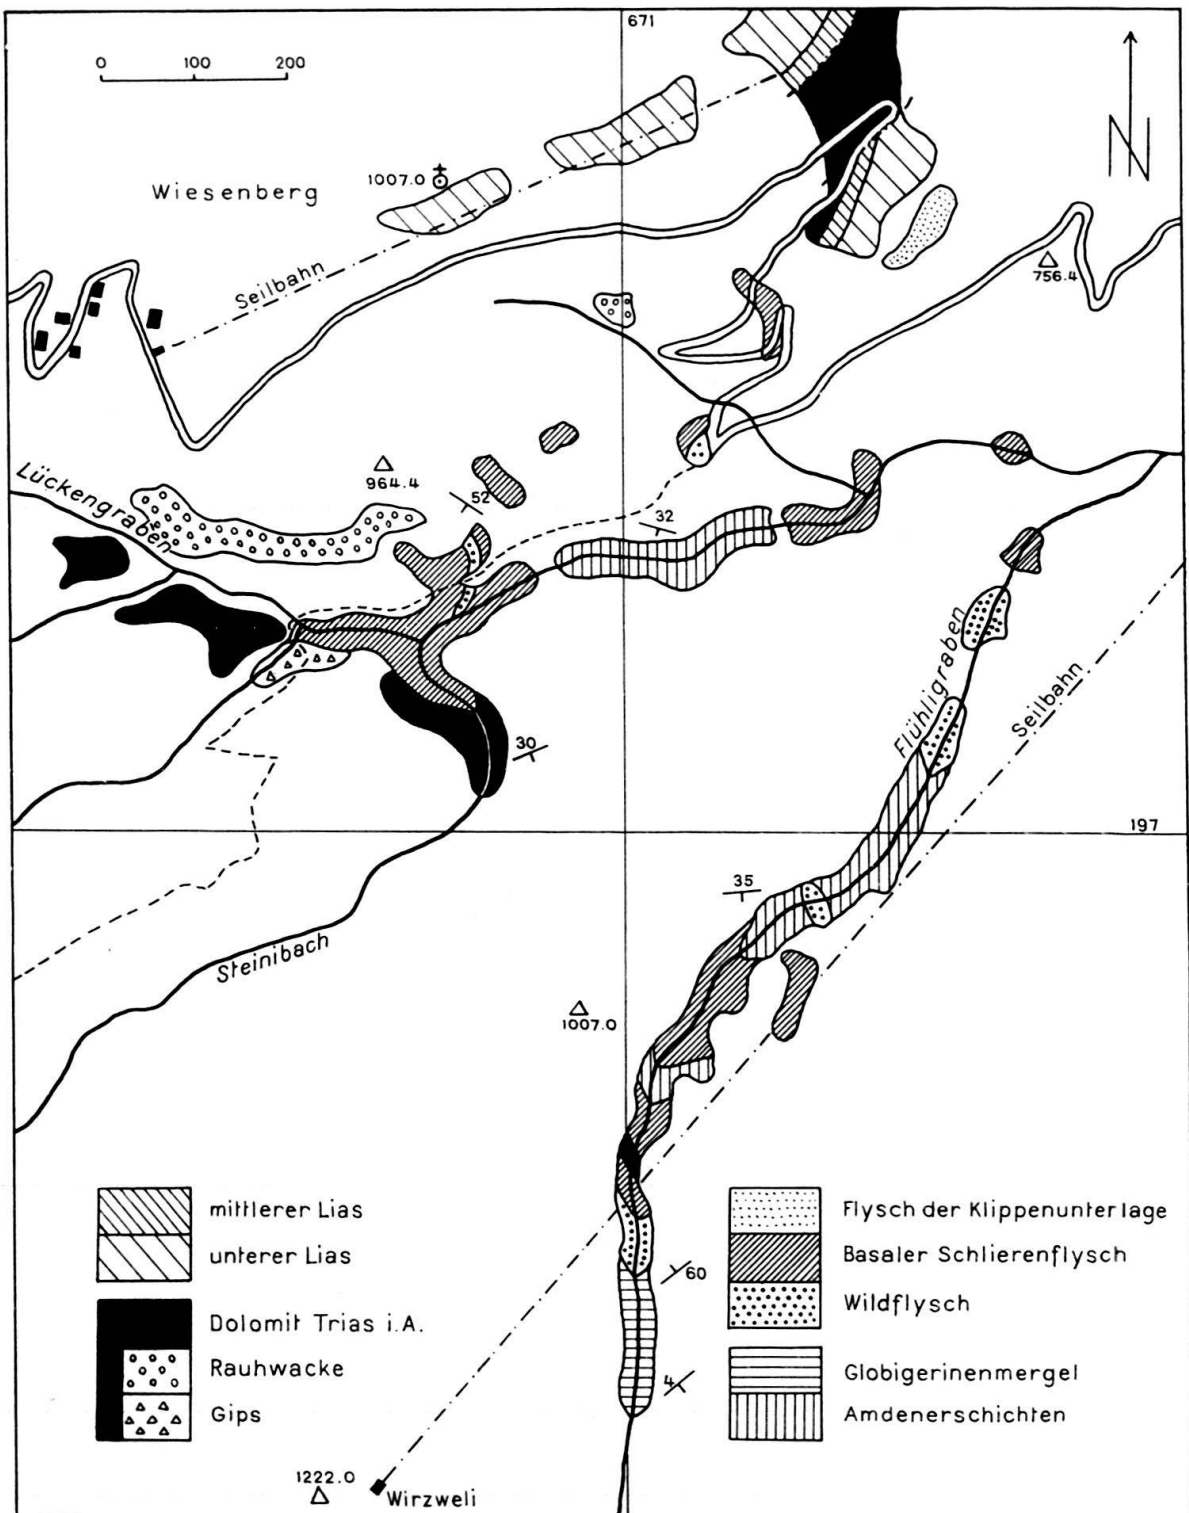 671
0 100 200
1007.0
Wiesenberg
N
Seilbahn
756.4
Lückengraben
964.4
52
32
Flühligraben
Seilbahn
30
197
35
Steinibach
1007.0
60
4
mittlerer Lias
unterer Lias
Dolomit Trias i.A.
Rauhwacke
Gips
Flysch der Klippenunterlage
Basaler Schlierenflysch
Wildflysch
Globigerinenmergel
Amdenerschichten
1222.0
Wirzweli